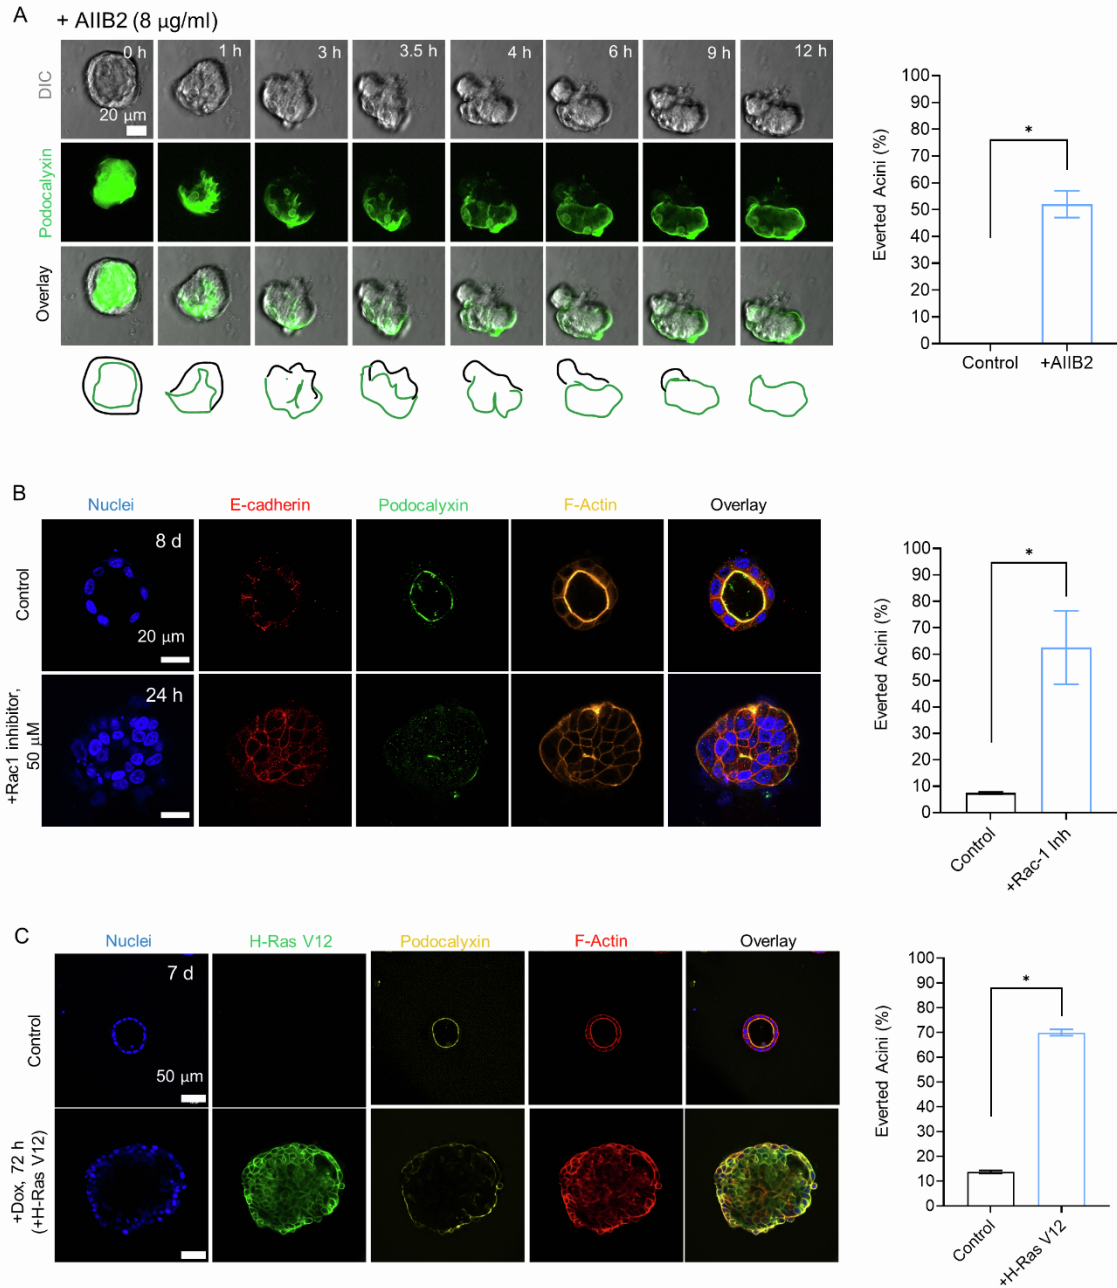 A
+ AIIB2 (8 µg/ml)
DIC
0 h
1 h
3 h
3.5 h
4 h
6 h
9 h
12 h
20 µm
Podocalyxin
Overlay
Everted Acini (%)
100
90
80
70
60
50
40
30
20
10
0
*
Control
+AIIB2
B
Nuclei
E-cadherin
Podocalyxin
F-Actin
Overlay
Control
8 d
20 µm
+Rac1 inhibitor,
50 µM
24 h
Everted Acini (%)
100
90
80
70
60
50
40
30
20
10
0
*
Control
+Rac-1 Inh
C
Nuclei
H-Ras V12
Podocalyxin
F-Actin
Overlay
Control
7 d
50 µm
+Dox, 72 h
(+H-Ras V12)
Everted Acini (%)
100
90
80
70
60
50
40
30
20
10
0
*
Control
+H-Ras V12